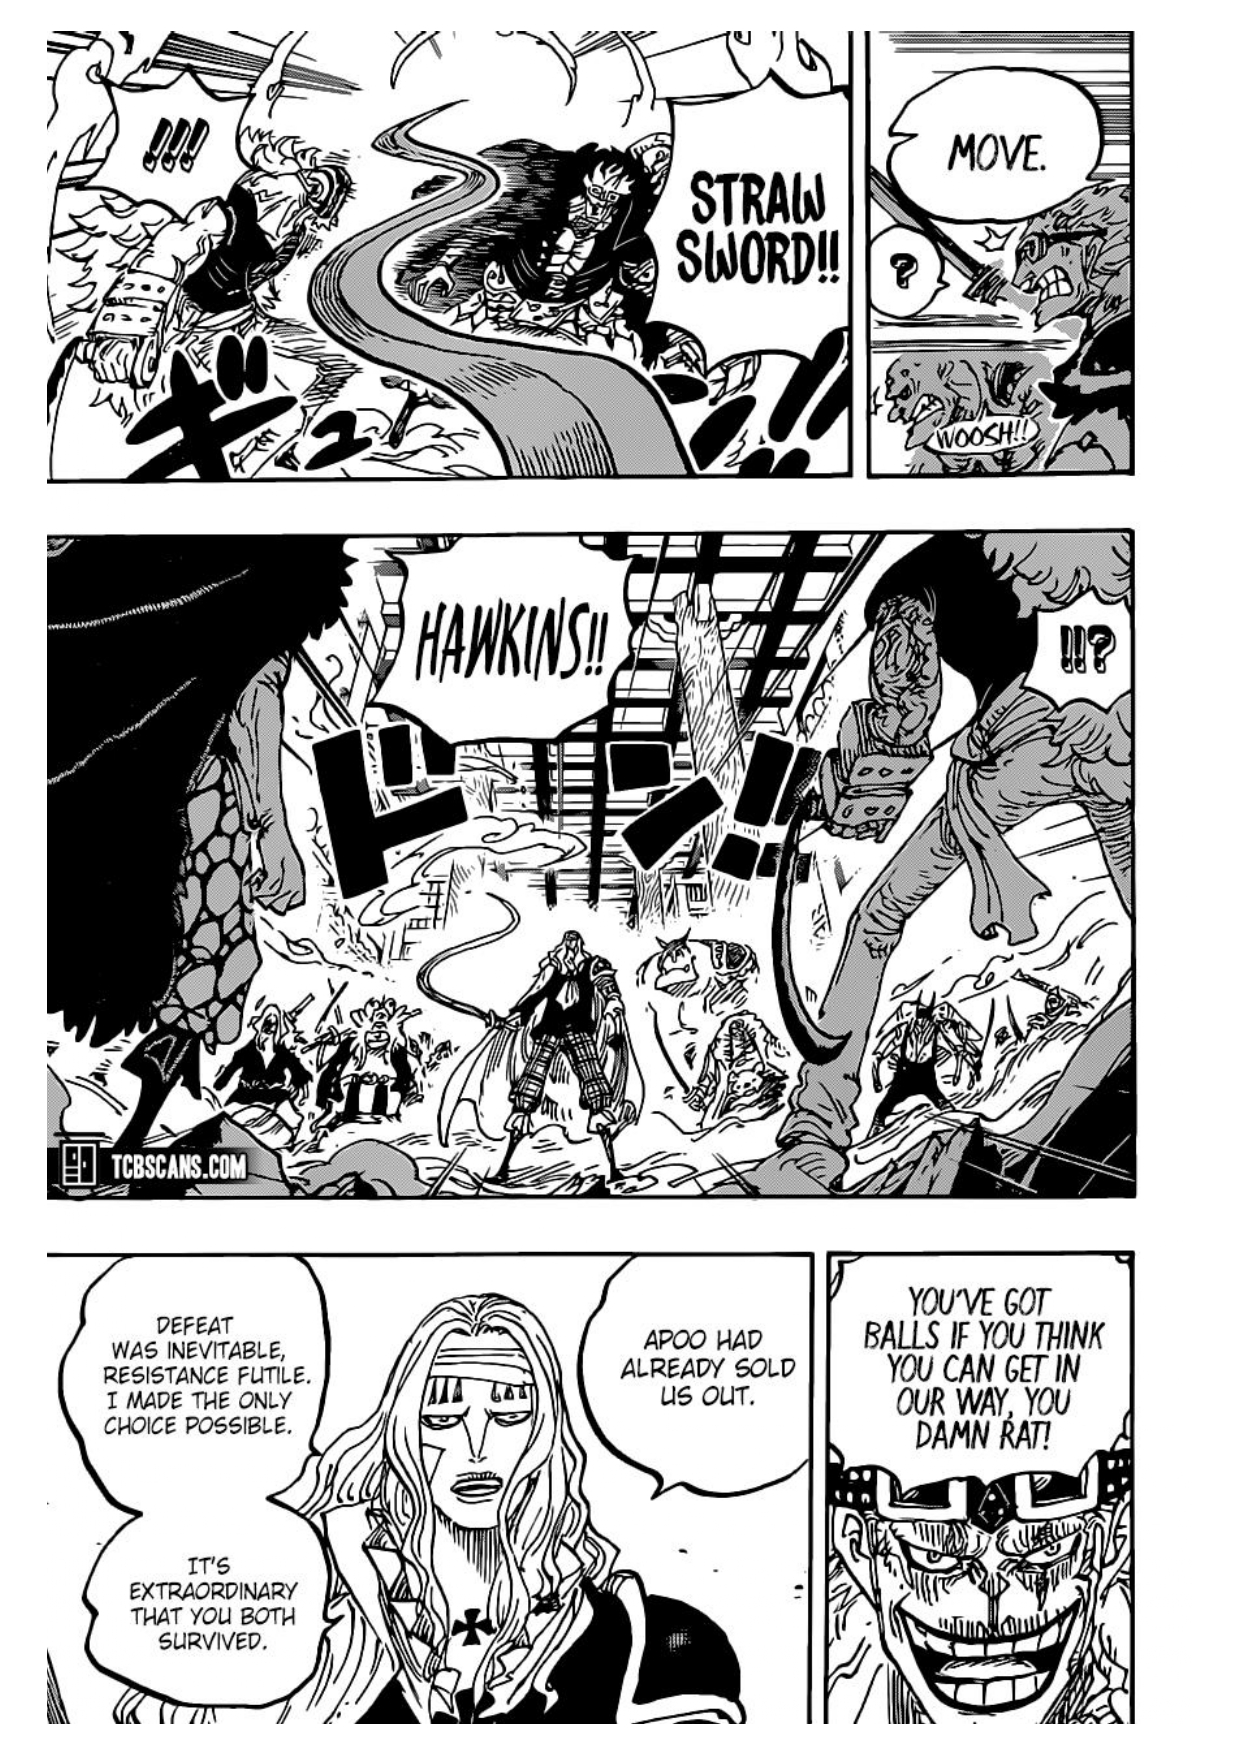 MOVE.
?
WOOSH!!
STRAW
SWORD!!
!!!
ギュ
!!?
HAWKINS!!
ドン!!
TCBSCANS.COM
YOU'VE GOT
BALLS IF YOU THINK
YOU CAN GET IN
OUR WAY, YOU
DAMN RAT!
APOO HAD
ALREADY SOLD
US OUT.
DEFEAT
WAS INEVITABLE,
RESISTANCE FUTILE.
I MADE THE ONLY
CHOICE POSSIBLE.
IT'S
EXTRAORDINARY
THAT YOU BOTH
SURVIVED.